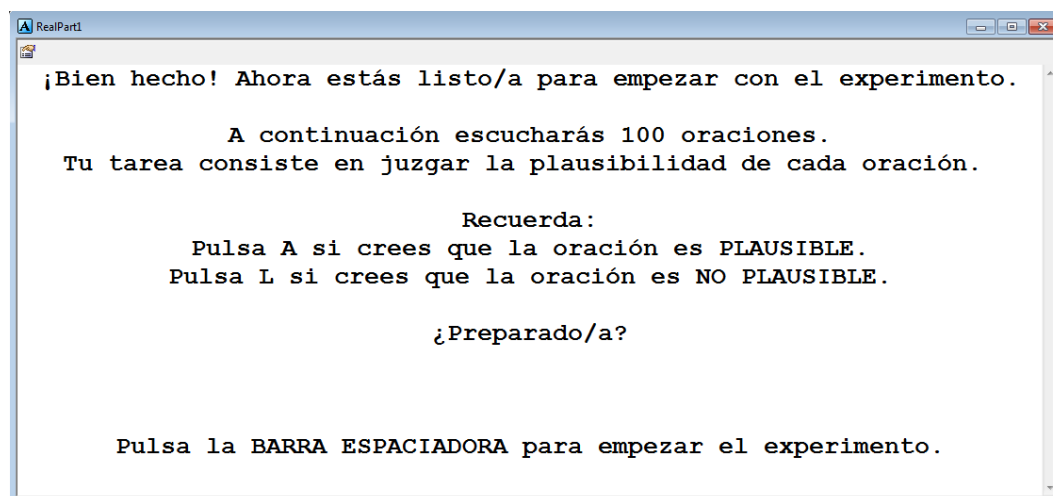 RealPart1
¡Bien hecho! Ahora estás listo/a para empezar con el experimento.
A continuación escucharás 100 oraciones.
Tu tarea consiste en juzgar la plausibilidad de cada oración.
Recuerda:
Pulsa A si crees que la oración es PLAUSIBLE.
Pulsa L si crees que la oración es NO PLAUSIBLE.
¿Preparado/a?
Pulsa la BARRA ESPACIADORA para empezar el experimento.